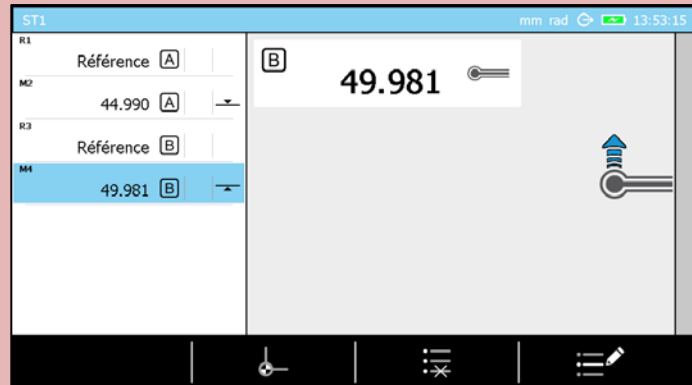 ST1 mm rad 13:53:15
R1
Référence A
M2
44.990 A
R3
Référence B
M4
49.981 B
B
49.981